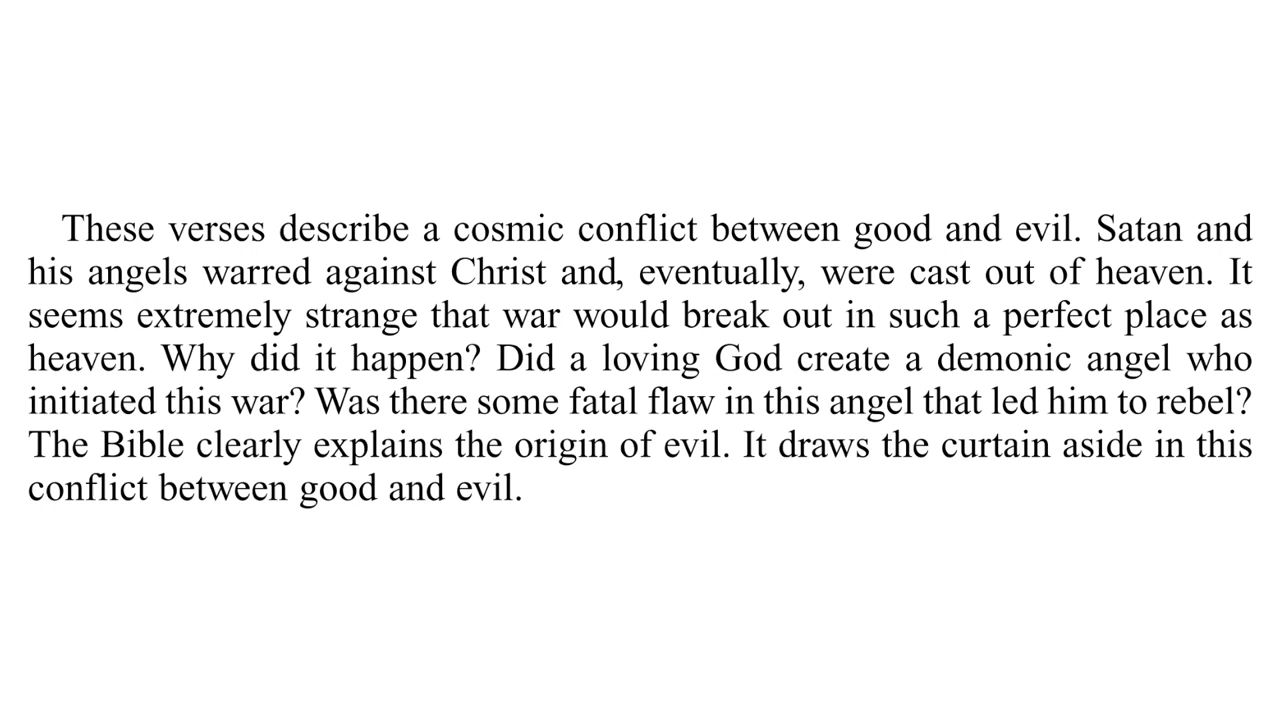 These verses describe a cosmic conflict between good and evil. Satan and
his angels warred against Christ and, eventually, were cast out of heaven. It
seems extremely strange that war would break out in such a perfect place as
heaven. Why did it happen? Did a loving God create a demonic angel who
initiated this war? Was there some fatal flaw in this angel that led him to rebel?
The Bible clearly explains the origin of evil. It draws the curtain aside in this
conflict between good and evil.